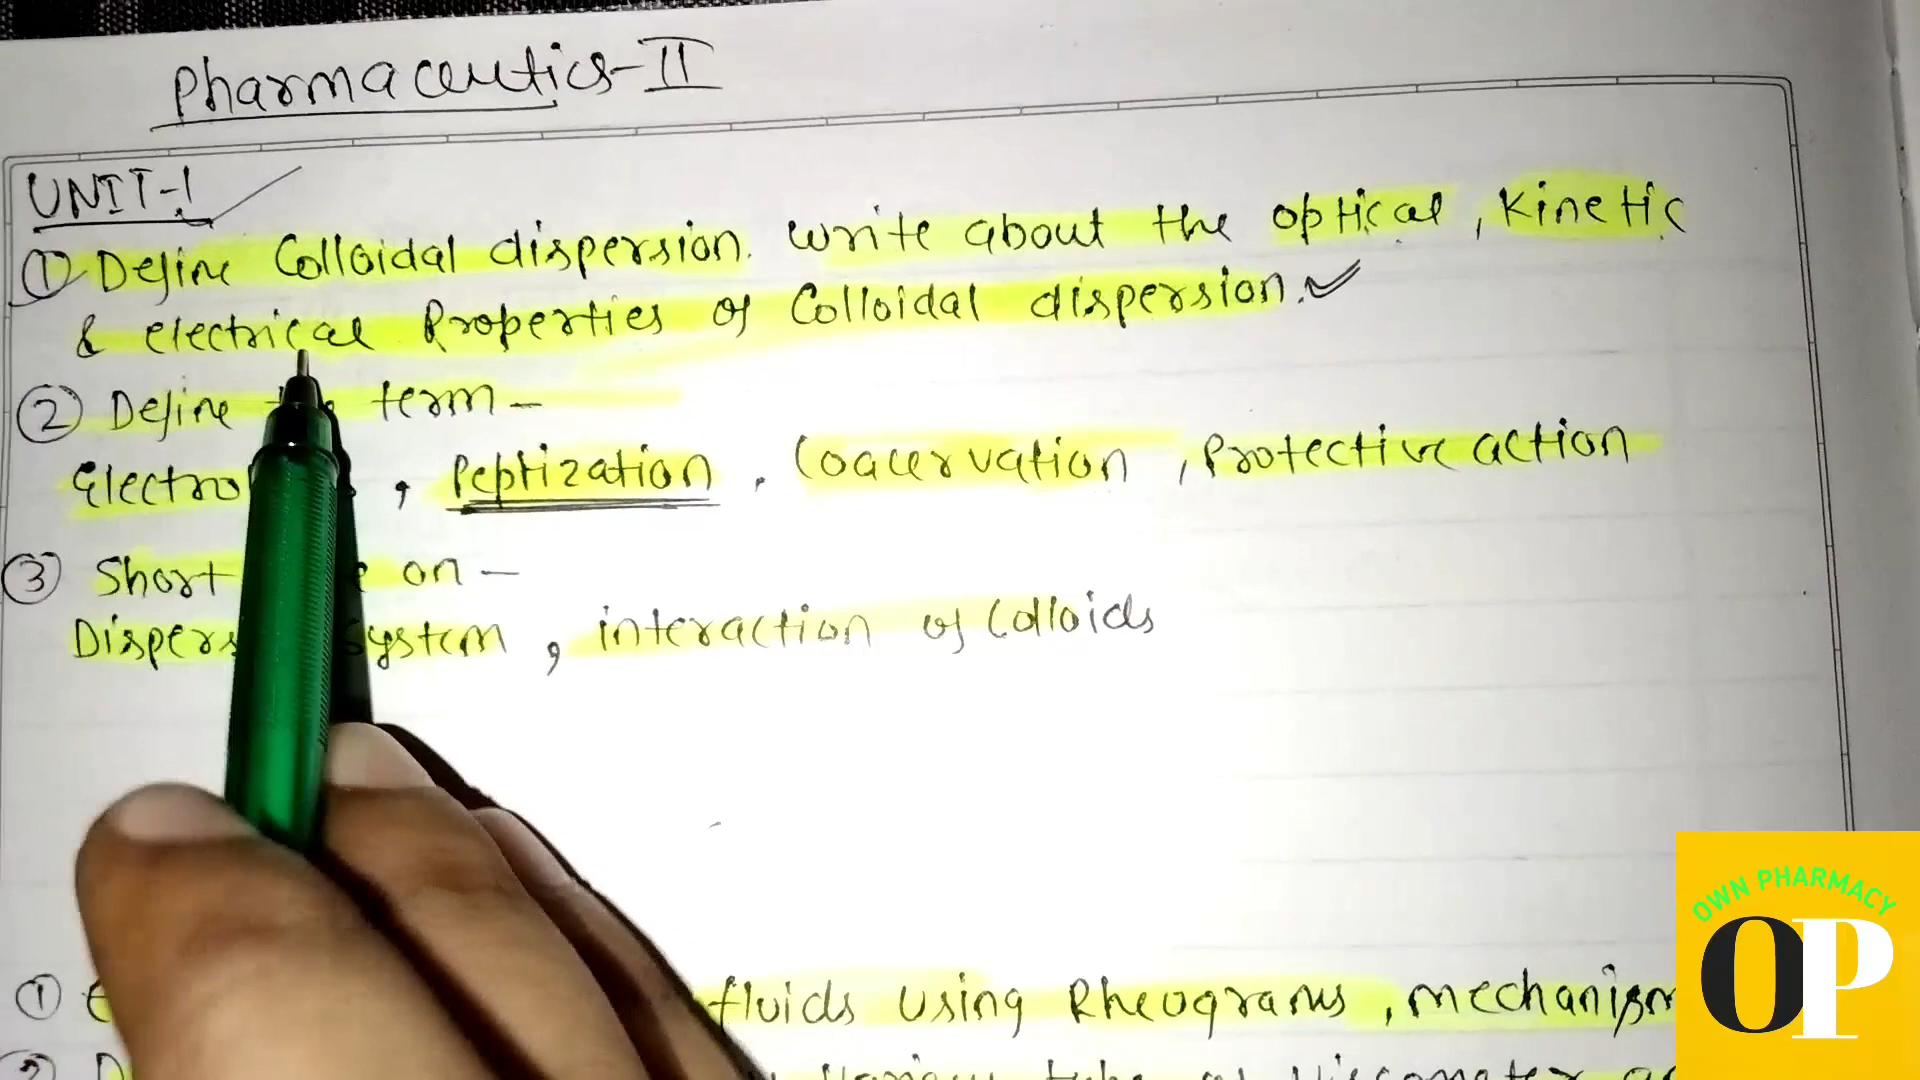 Pharmaceutics-II
UNIT-1
① Define Colloidal dispersion. write about the optical, Kinetic
& electrical Properties of Colloidal dispersion.
② Define term -
, Peptization, Coacervation, Protective action
③ Short on -
System, interaction of Colloids
① fluids using Rheograms, mechanism
②
OWN PHARMACY
OP